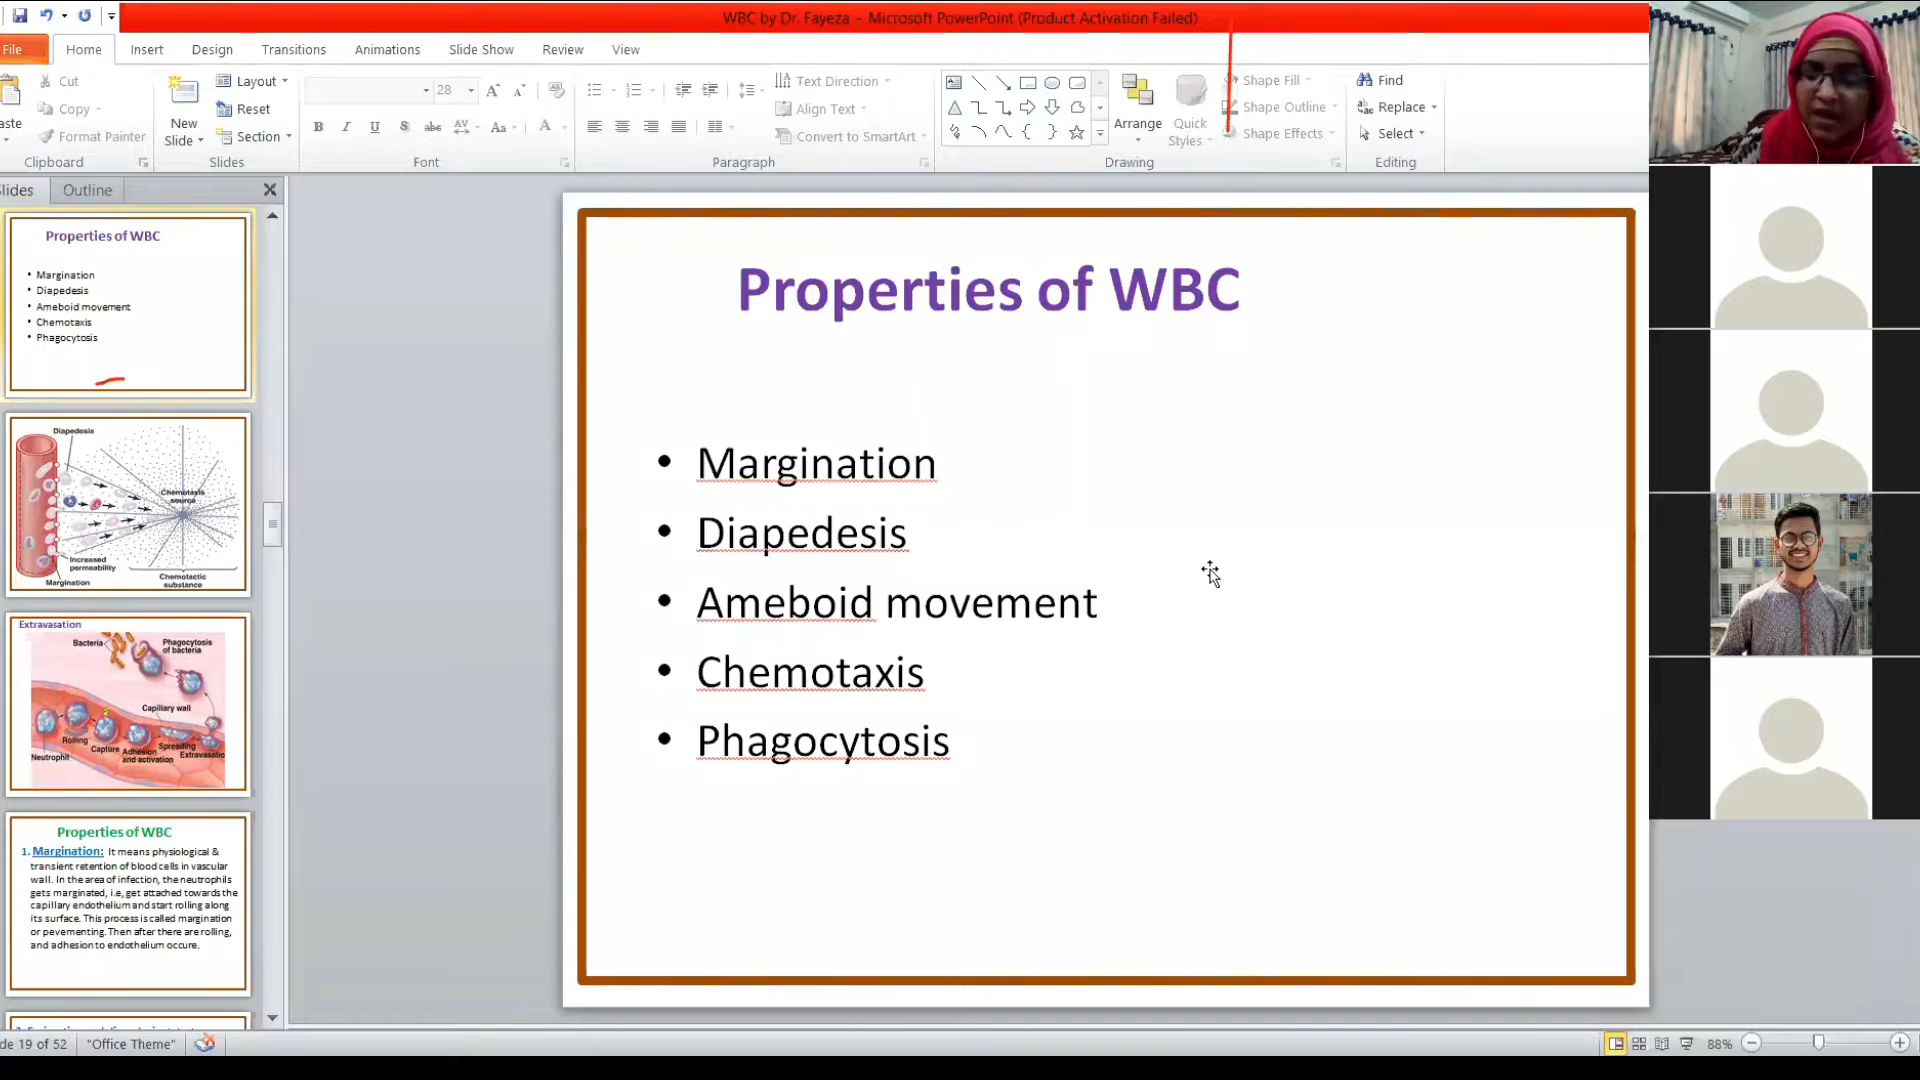 WBC by Dr. Fayeza - Microsoft PowerPoint (Product Activation Failed)
File Home Insert Design Transitions Animations Slide Show Review View
Cut
Copy
Format Painter
Clipboard
New
Slide
Layout
Reset
Section
Slides
28
Font
Text Direction
Align Text
Convert to SmartArt
Paragraph
Arrange
Quick
Styles
Shape Fill
Shape Outline
Shape Effects
Drawing
Find
Replace
Select
Editing
Slides Outline
Properties of WBC
• Margination
• Diapedesis
• Ameboid movement
• Chemotaxis
• Phagocytosis
Diapedesis
Chemotaxis
source
Increased
permeability
Margination
Chemotactic
substance
Extravasation
Bacteria
Phagocytosis
of bacteria
Capillary wall
Rolling
Capture
Adhesion
and activation
Spreading
Extravasatio
Neutrophil
Properties of WBC
1. Margination: It means physiological &
transient retention of blood cells in vascular
wall. In the area of infection, the neutrophils
gets marginated, i.e, get attached towards the
capillary endothelium and start rolling along
its surface. This process is called margination
or pevementing. Then after there are rolling,
and adhesion to endothelium occure.
Properties of WBC
• Margination
• Diapedesis
• Ameboid movement
• Chemotaxis
• Phagocytosis
de 19 of 52 "Office Theme" 88%